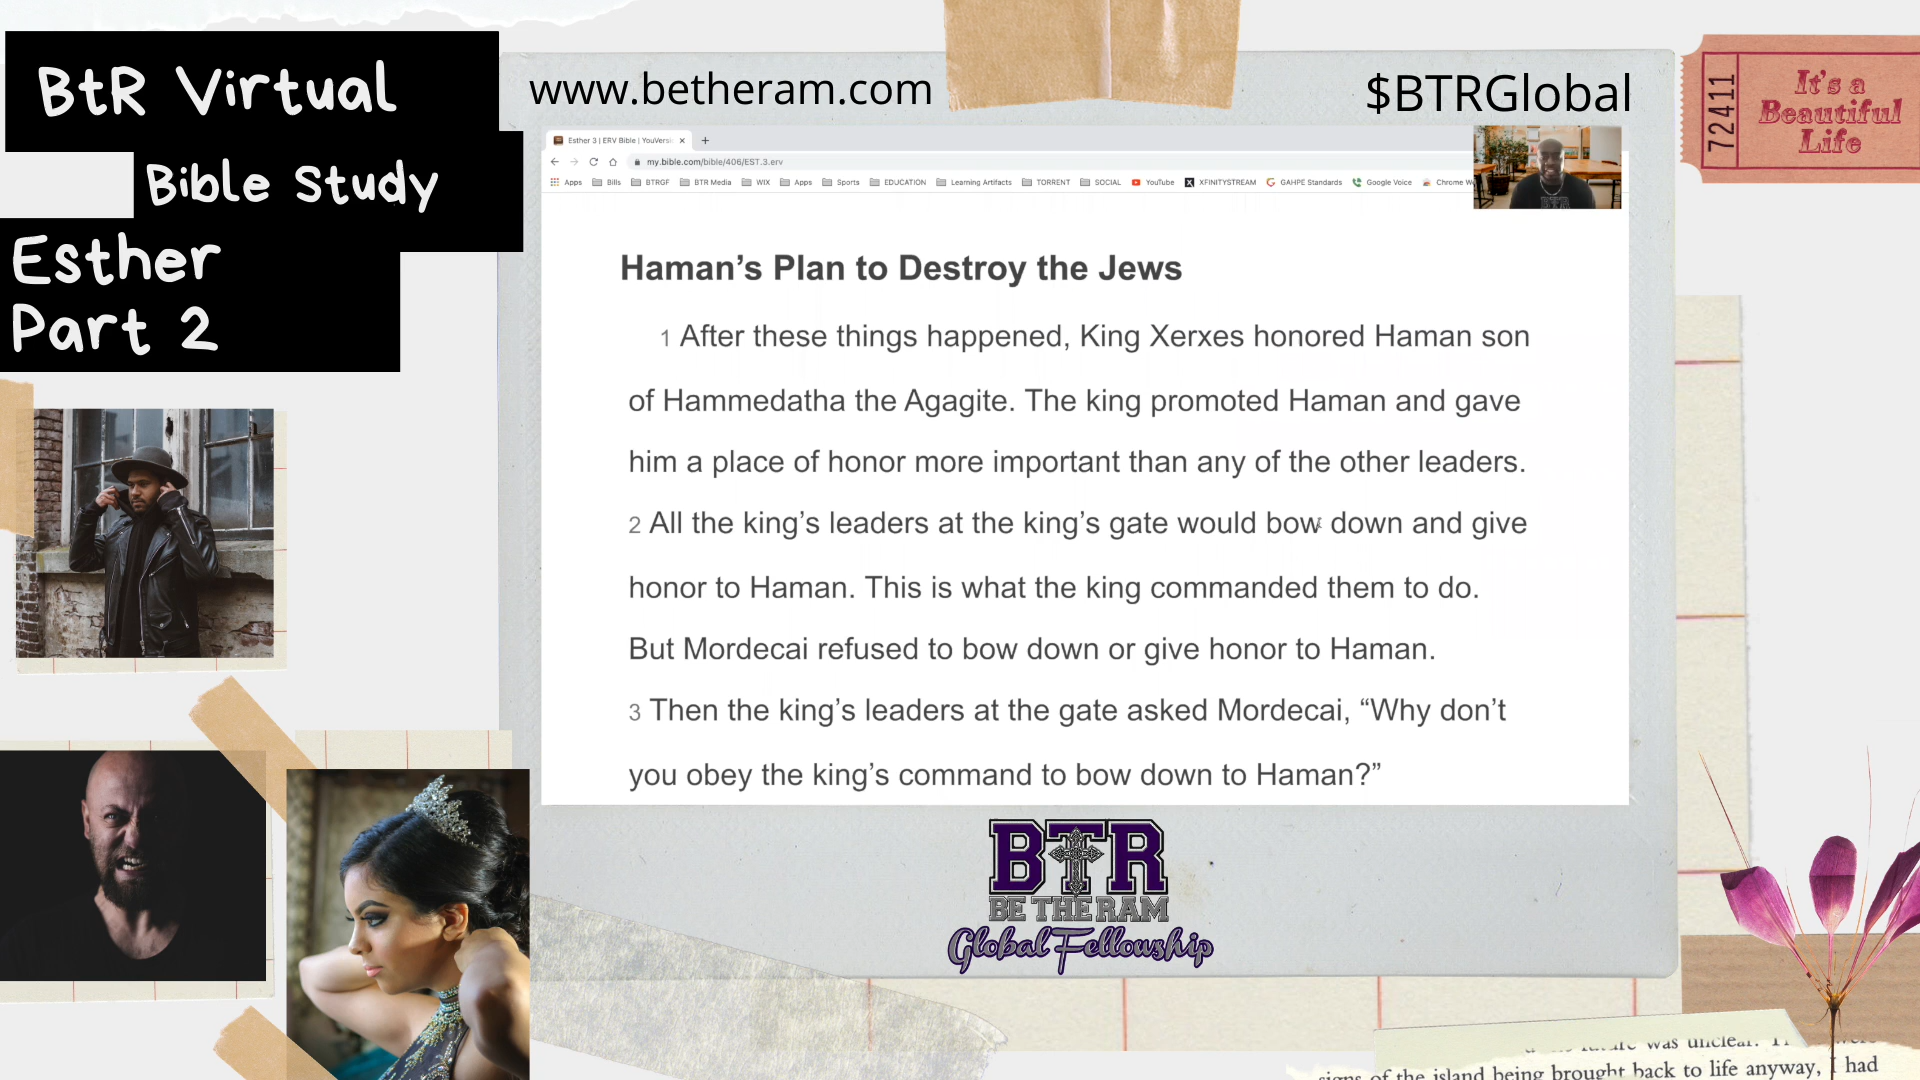 BtR Virtual
Bible Study
Esther
Part 2
www.betheram.com
$BTRGlobal
72411
It's a
Beautiful
Life
Esther 3 | ERV Bible | YouVersi
my.bible.com/bible/406/EST.3.erv
Apps Bills BTRGF BTR Media WIX Apps Sports EDUCATION Learning Artifacts TORRENT SOCIAL YouTube XFINITYSTREAM GAHPE Standards Google Voice Chrome W
BTR
Haman’s Plan to Destroy the Jews
1 After these things happened, King Xerxes honored Haman son
of Hammedatha the Agagite. The king promoted Haman and gave
him a place of honor more important than any of the other leaders.
2 All the king’s leaders at the king’s gate would bow down and give
honor to Haman. This is what the king commanded them to do.
But Mordecai refused to bow down or give honor to Haman.
3 Then the king’s leaders at the gate asked Mordecai, “Why don’t
you obey the king’s command to bow down to Haman?”
BTR
BE THE RAM
Global Fellowship
future was unclear.
signs of the island being brought back to life anyway, I had